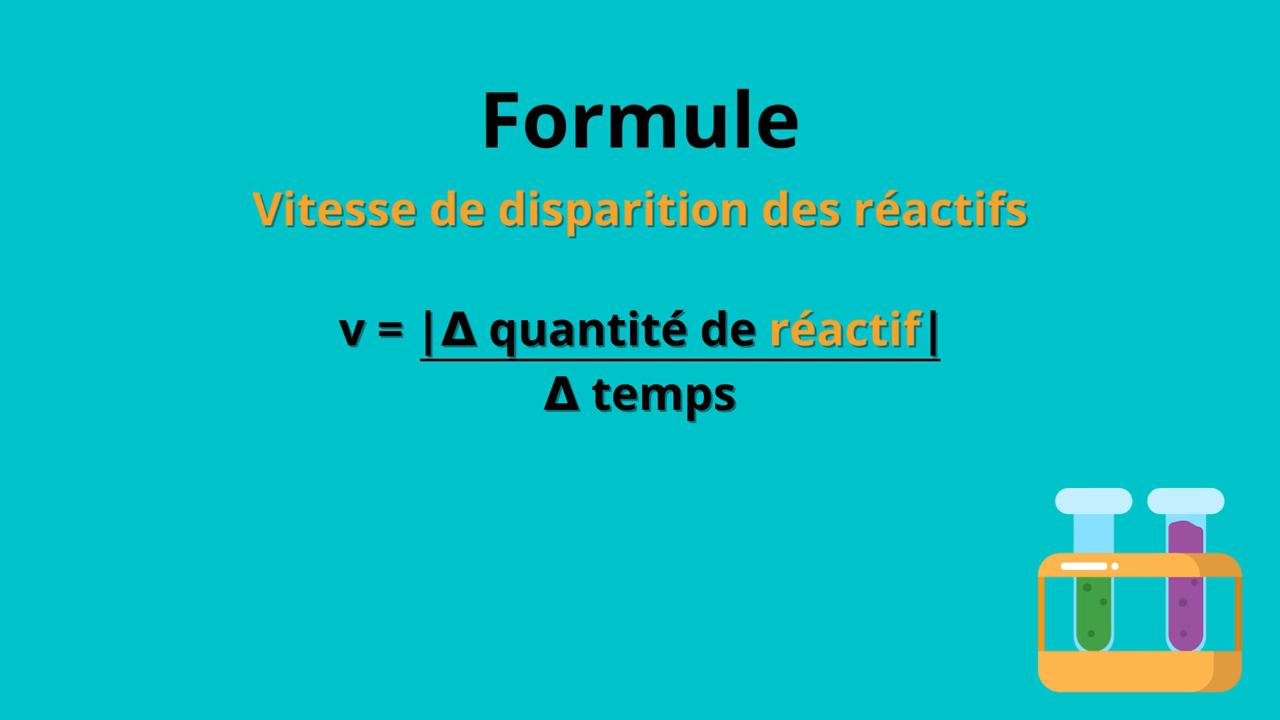 Formule
Vitesse de disparition des réactifs
v = |Δ quantité de réactif|
Δ temps